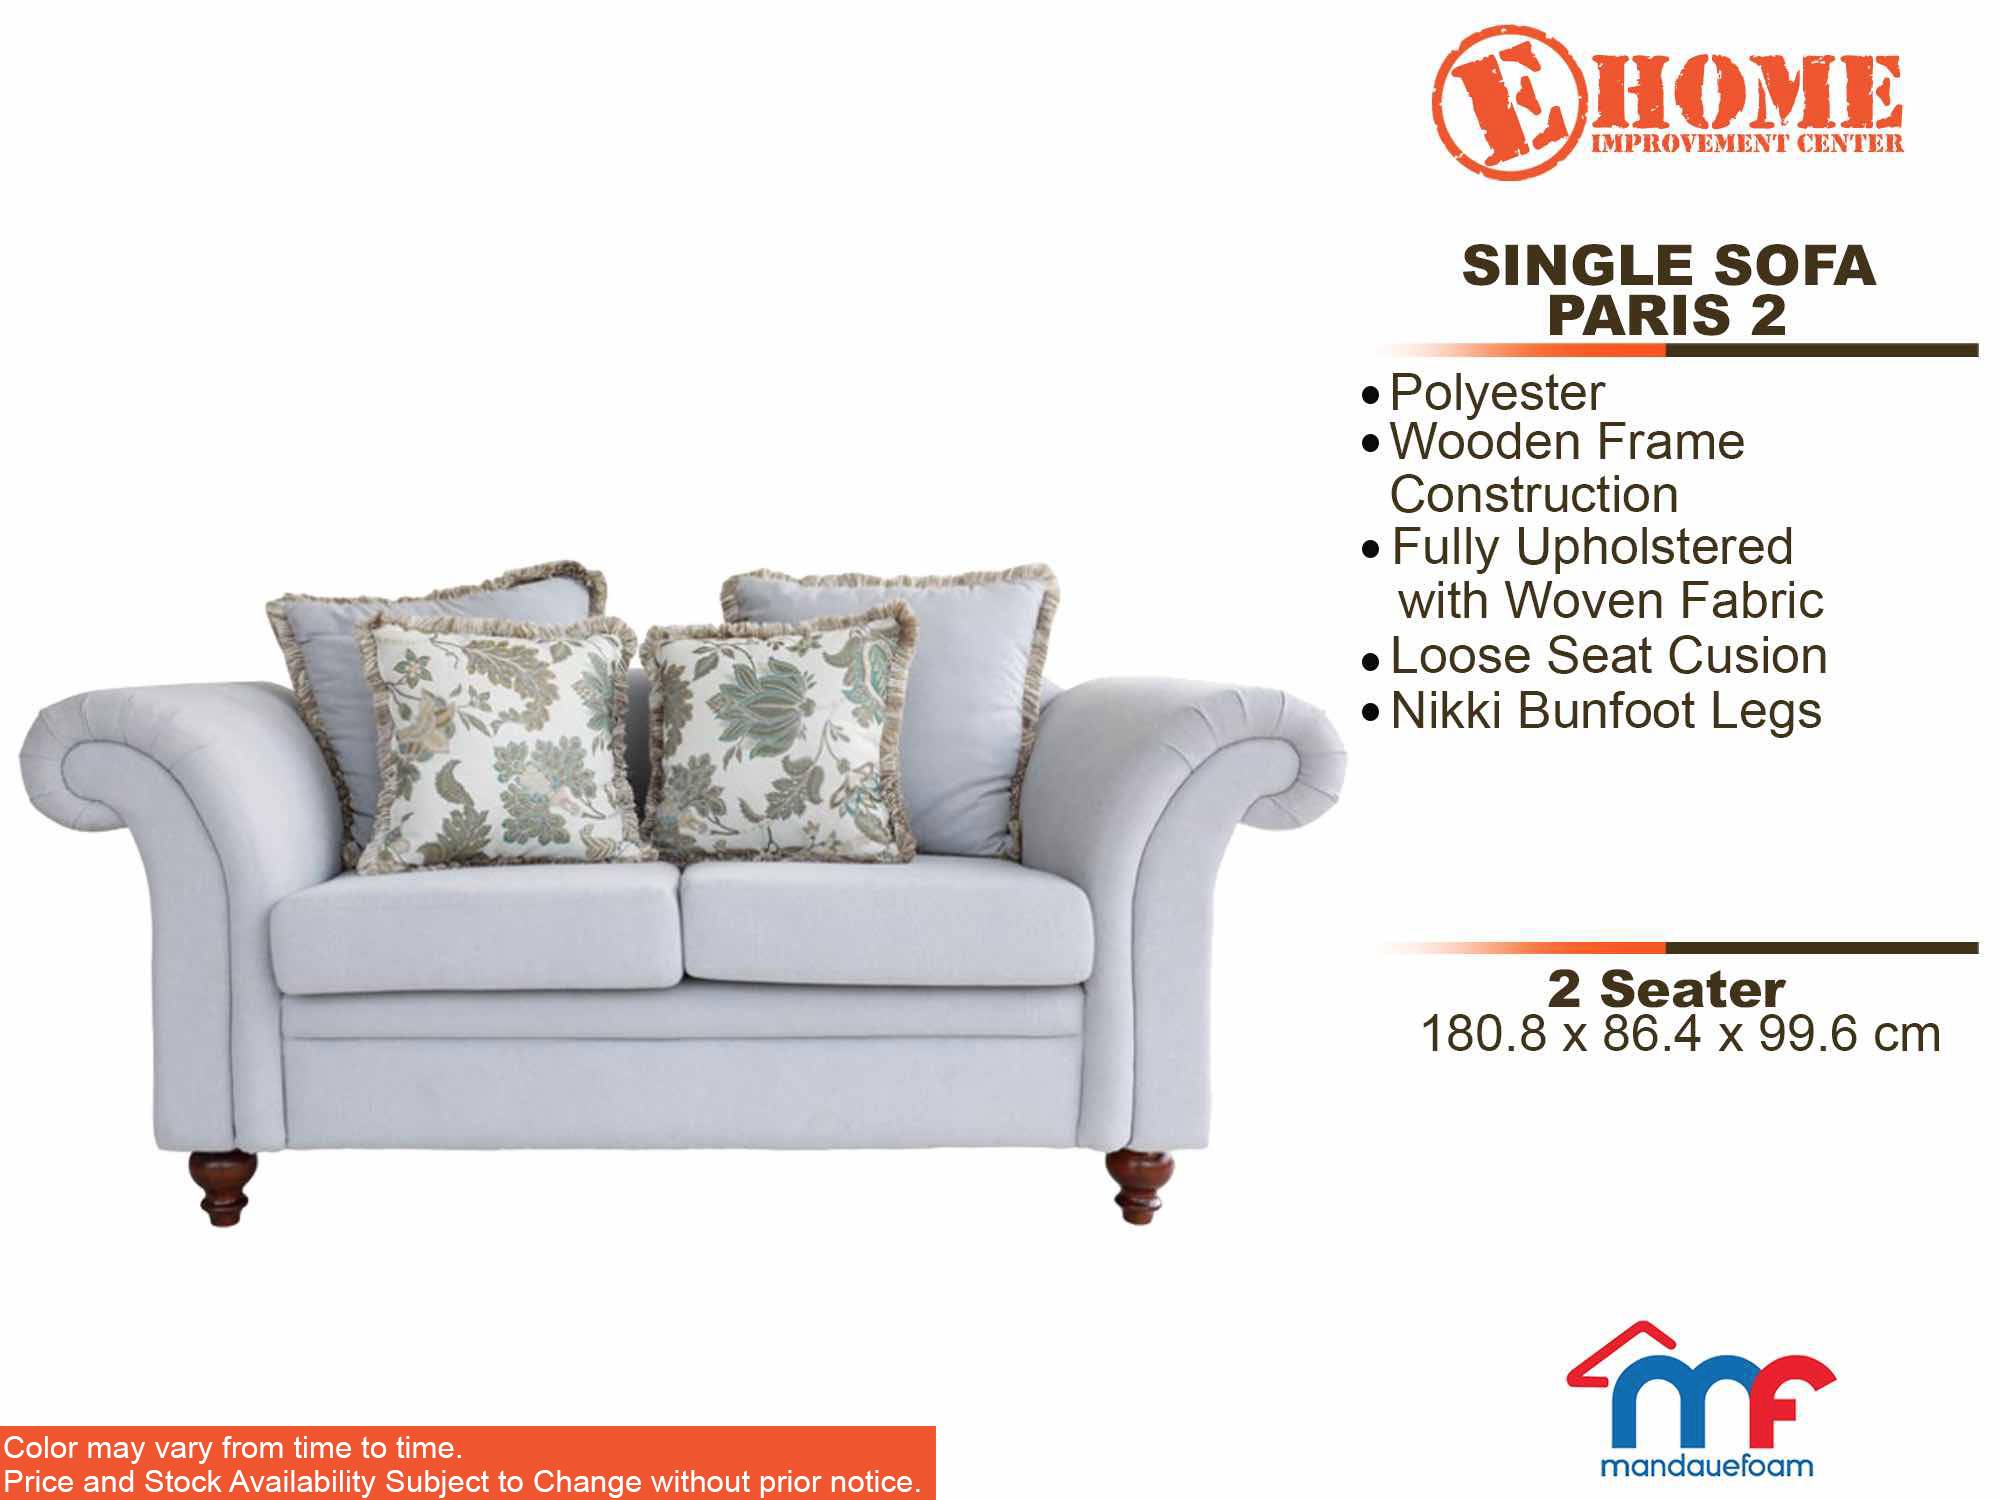 E HOME
IMPROVEMENT CENTER
SINGLE SOFA
PARIS 2
• Polyester
• Wooden Frame
Construction
• Fully Upholstered
with Woven Fabric
• Loose Seat Cusion
• Nikki Bunfoot Legs
2 Seater
180.8 x 86.4 x 99.6 cm
mf
mandauefoam
Color may vary from time to time.
Price and Stock Availability Subject to Change without prior notice.